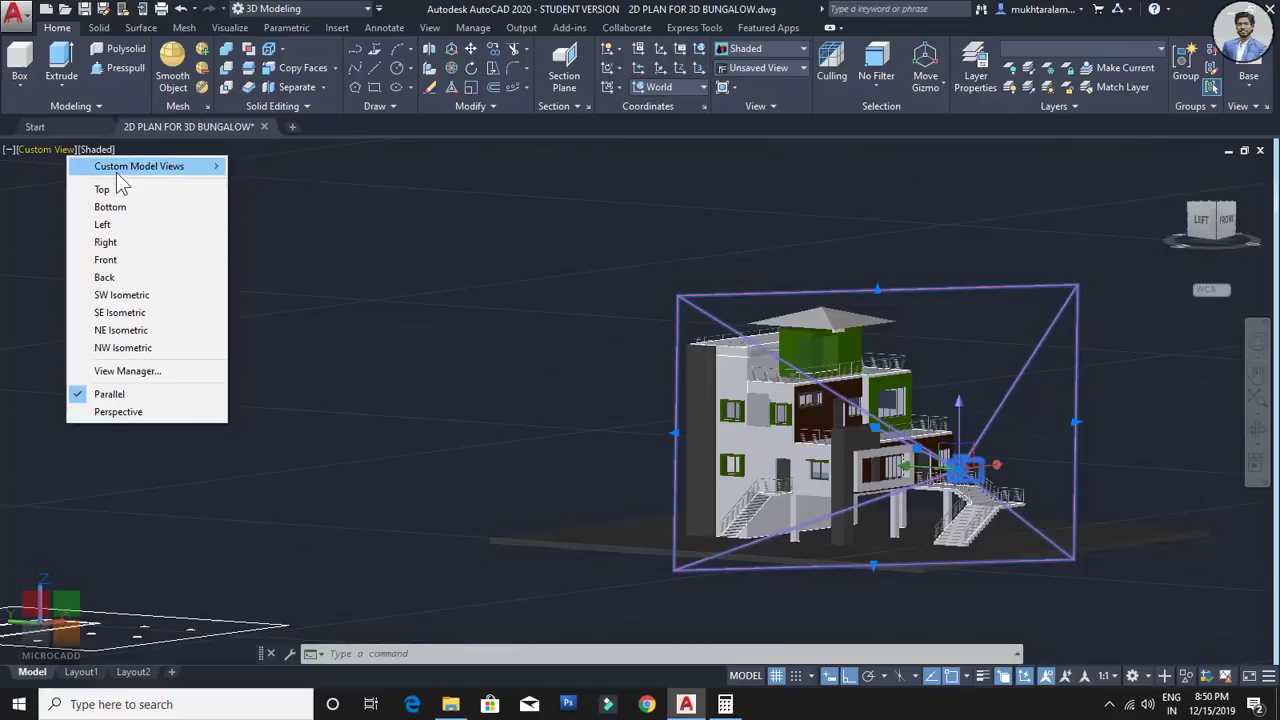 3D Modeling
Autodesk AutoCAD 2020 - STUDENT VERSION 2D PLAN FOR 3D BUNGALOW.dwg
Type a keyword or phrase
mukhtaralam...
Home Solid Surface Mesh Visualize Parametric Insert Annotate View Manage Output Add-ins Collaborate Express Tools Featured Apps
Box
Extrude
Polysolid
Presspull
Smooth Object
Copy Faces
Separate
Section Plane
World
Shaded
Unsaved View
Culling
No Filter
Move Gizmo
Layer Properties
Make Current
Match Layer
Group
Base
Modeling Mesh Solid Editing Draw Modify Section Coordinates View Selection Layers Groups View
Start
2D PLAN FOR 3D BUNGALOW*
[−][Custom View][Shaded]
Custom Model Views
Top
Bottom
Left
Right
Front
Back
SW Isometric
SE Isometric
NE Isometric
NW Isometric
View Manager...
Parallel
Perspective
LEFT FRONT
WCS
Z
Y
MICROCADD
Type a command
Model Layout1 Layout2
MODEL
1:1
Type here to search
ENG
IN
8:50 PM
12/15/2019